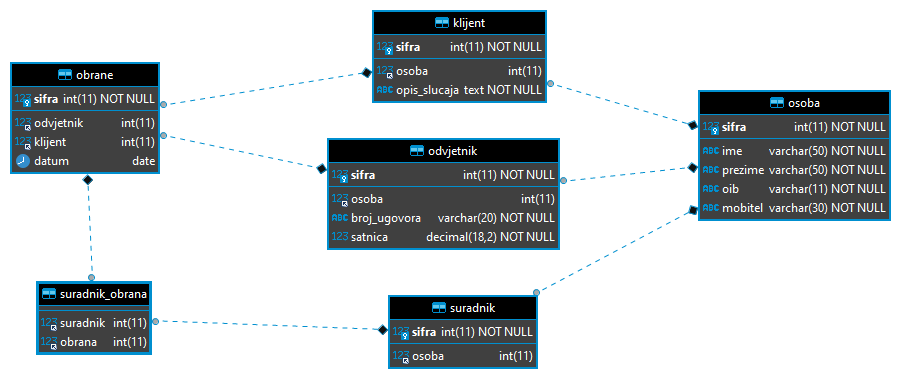 klijent
sifra int(11) NOT NULL
osoba int(11)
opis_slucaja text NOT NULL
obrane
sifra int(11) NOT NULL
odvjetnik int(11)
klijent int(11)
datum date
osoba
sifra int(11) NOT NULL
ime varchar(50) NOT NULL
prezime varchar(50) NOT NULL
oib varchar(11) NOT NULL
mobitel varchar(30) NOT NULL
odvjetnik
sifra int(11) NOT NULL
osoba int(11)
broj_ugovora varchar(20) NOT NULL
satnica decimal(18,2) NOT NULL
suradnik_obrana
suradnik int(11)
obrana int(11)
suradnik
sifra int(11) NOT NULL
osoba int(11)